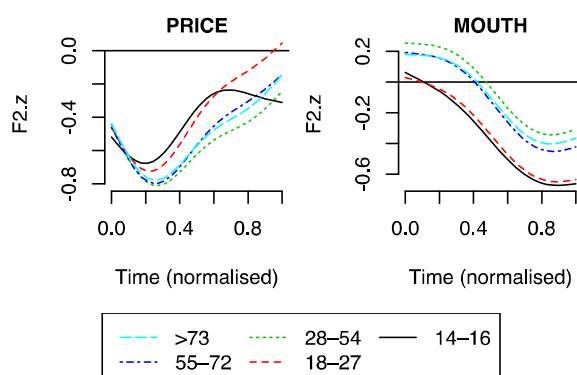 PRICE
F2.z
0.0
-0.4
-0.8
0.0 0.4 0.8
Time (normalised)
MOUTH
F2.z
0.2
-0.2
-0.6
0.0 0.4 0.8
Time (normalised)
>73 28–54 14–16
55–72 18–27